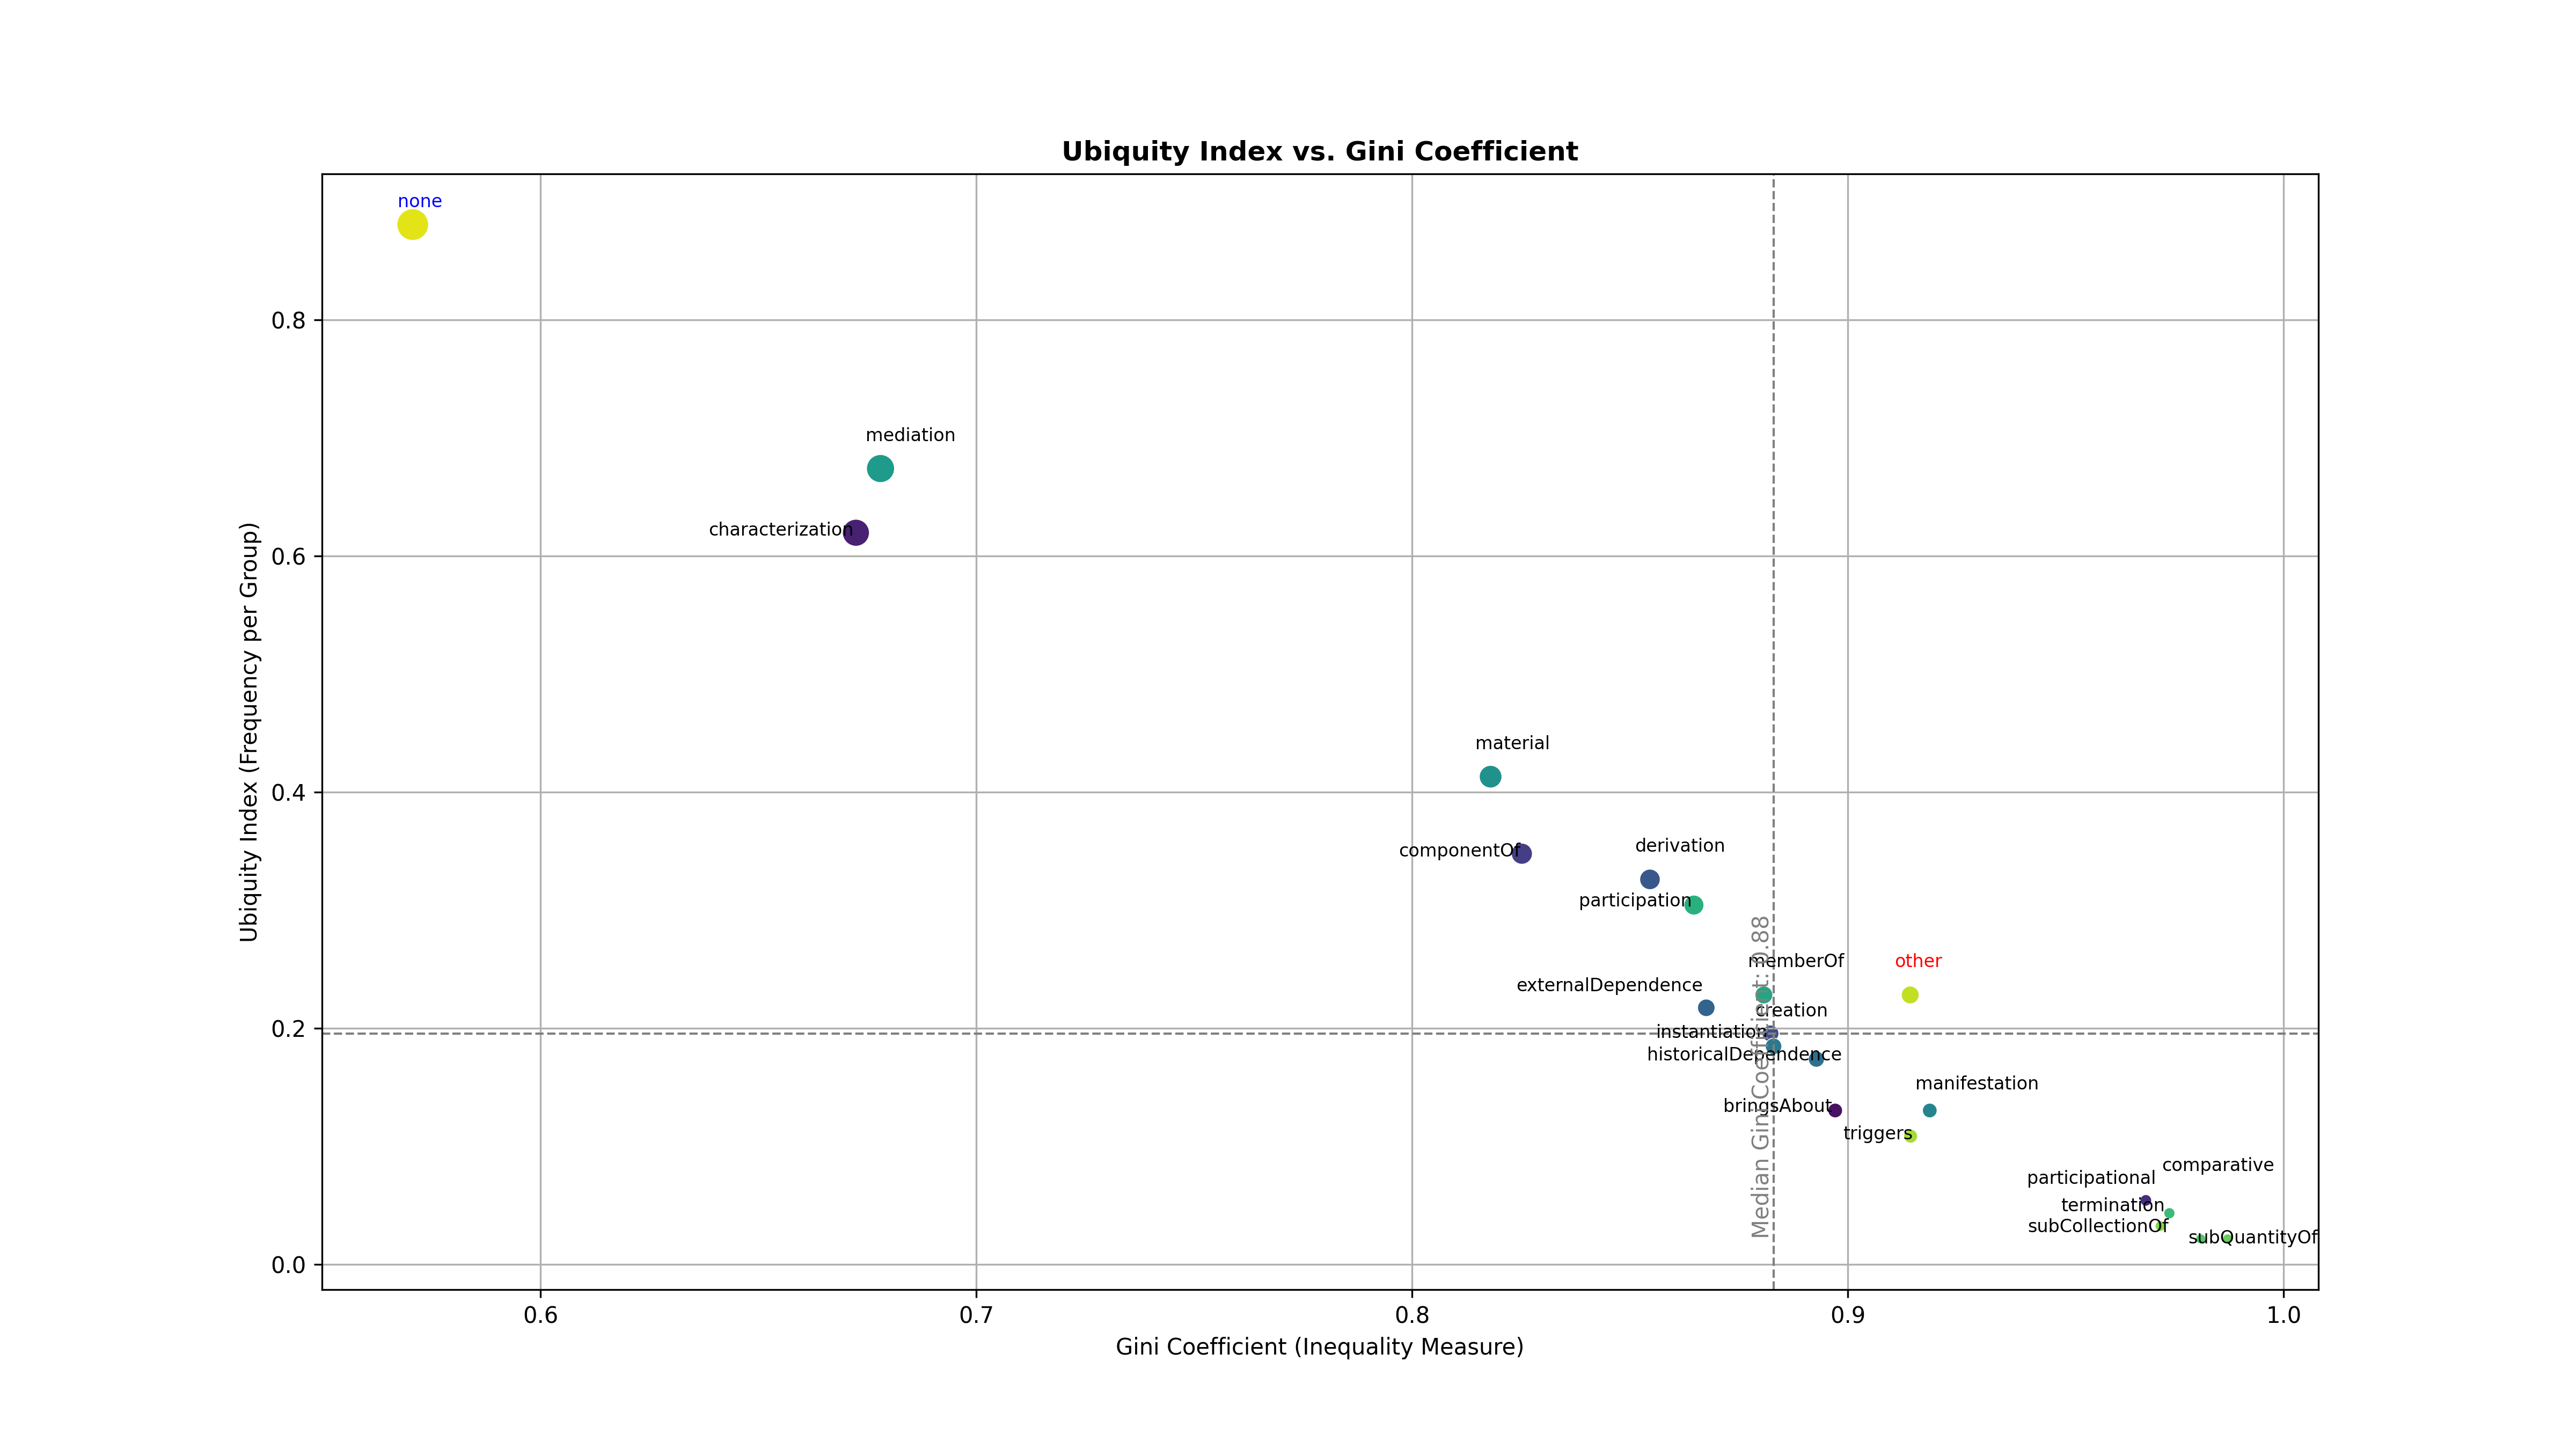 Ubiquity Index vs. Gini Coefficient
none
0.8
mediation
characterization
0.6
Ubiquity Index (Frequency per Group)
material
0.4
componentOf
derivation
participation
memberOf
other
externalDependence
creation
0.2
instantiation
historicalDependence
Median Gini Coefficient: 0.88
manifestation
bringsAbout
triggers
comparative
participational
termination
subCollectionOf
subQuantityOf
0.0
0.6
0.7
0.8
0.9
1.0
Gini Coefficient (Inequality Measure)